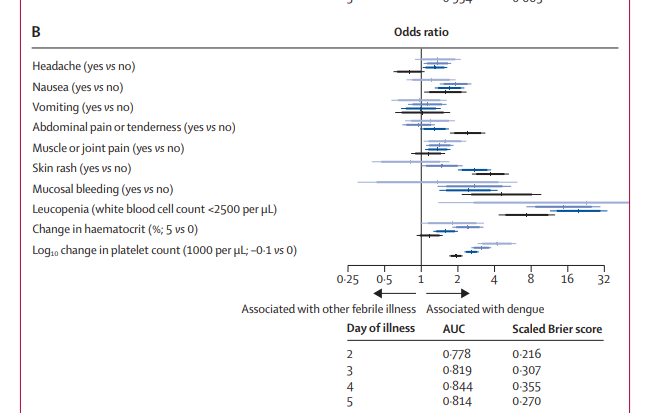 B
Odds ratio
Headache (yes vs no)
Nausea (yes vs no)
Vomiting (yes vs no)
Abdominal pain or tenderness (yes vs no)
Muscle or joint pain (yes vs no)
Skin rash (yes vs no)
Mucosal bleeding (yes vs no)
Leucopenia (white blood cell count <2500 per μL)
Change in haematocrit (%; 5 vs 0)
Log₁₀ change in platelet count (1000 per μL; –0·1 vs 0)
0·25 0·5 1 2 4 8 16 32
Associated with other febrile illness Associated with dengue
Day of illness AUC Scaled Brier score
2 0·778 0·216
3 0·819 0·307
4 0·844 0·355
5 0·814 0·270